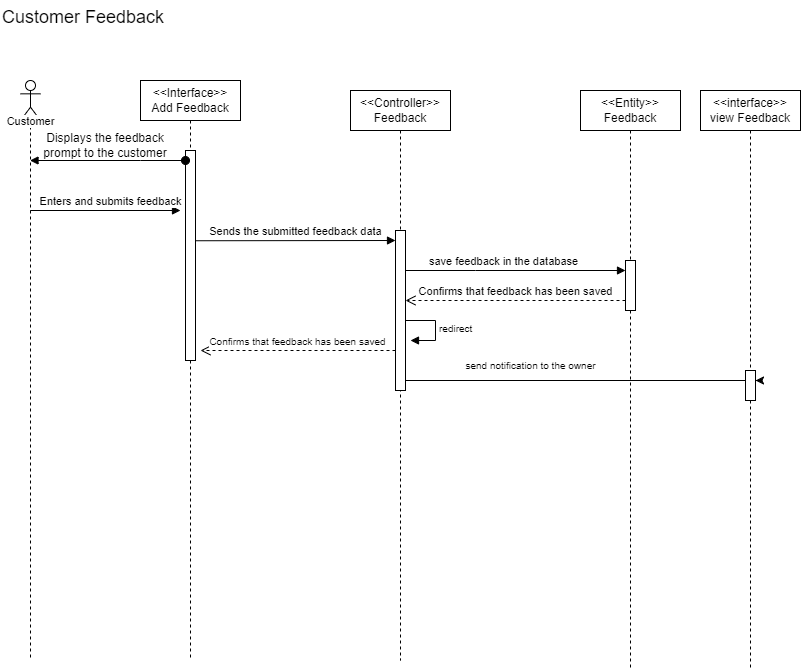 Customer Feedback
<<Interface>>
Add Feedback
<<Controller>>
Feedback
<<Entity>>
Feedback
<<interface>>
view Feedback
Customer
Displays the feedback
prompt to the customer
Enters and submits feedback
Sends the submitted feedback data
save feedback in the database
Confirms that feedback has been saved
redirect
Confirms that feedback has been saved
send notification to the owner